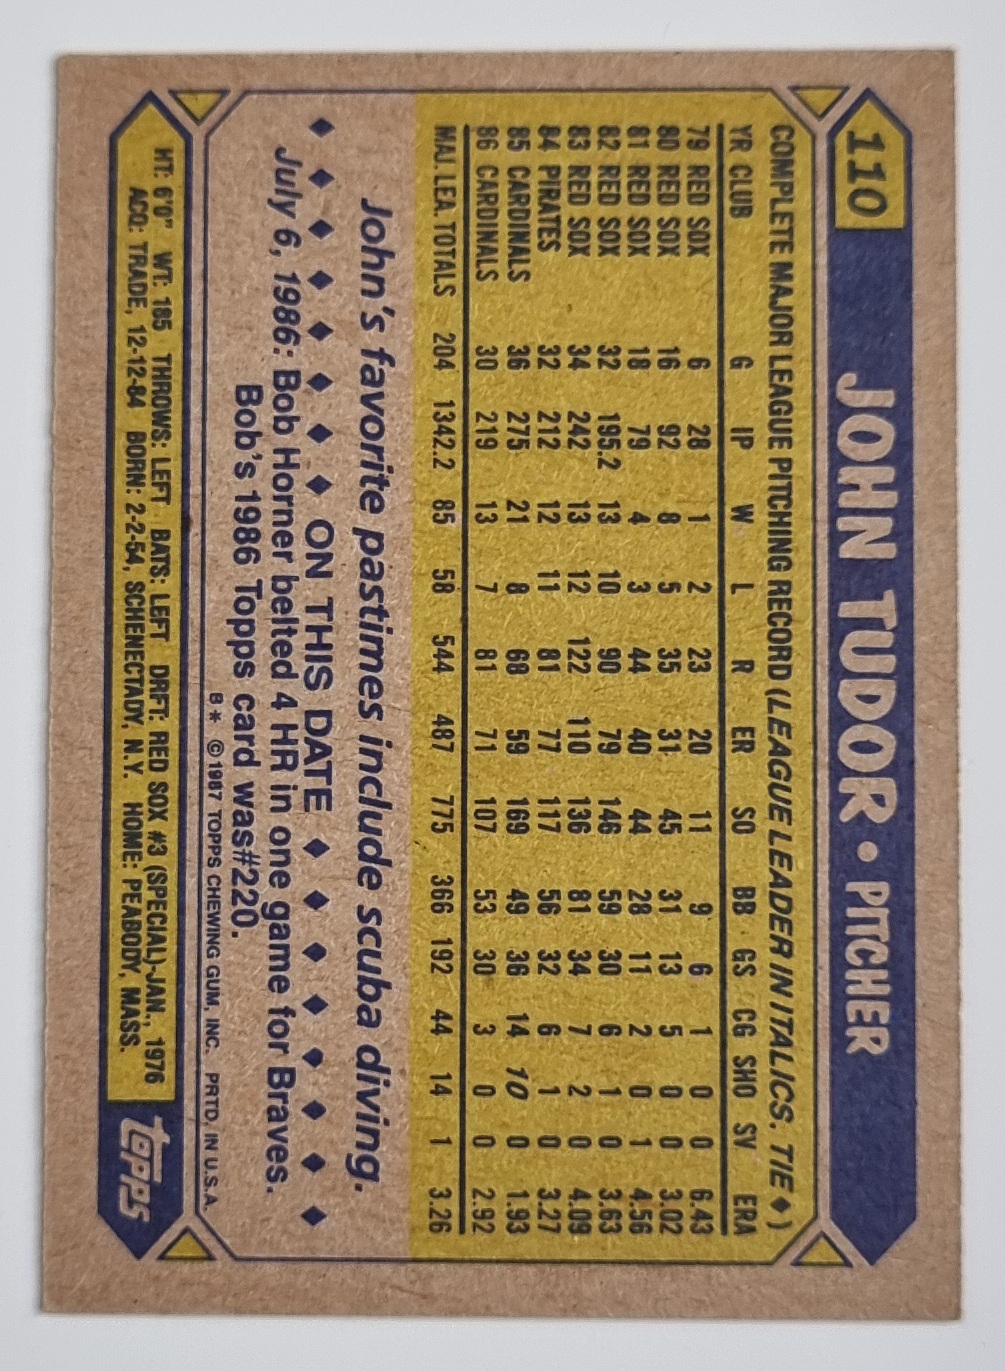 110 JOHN TUDOR • PITCHER
COMPLETE MAJOR LEAGUE PITCHING RECORD (LEAGUE LEADER IN ITALICS. TIE ♦)
YR CLUB G IP W L R ER SO BB GS CG SHO SV ERA
79 RED SOX 6 28 1 2 23 20 11 9 6 1 0 0 6.43
80 RED SOX 16 92 8 5 35 31 45 31 13 5 0 0 3.02
81 RED SOX 18 79 4 3 44 40 44 28 11 2 0 1 4.56
82 RED SOX 32 195.2 13 10 90 79 146 59 30 6 1 0 3.63
83 RED SOX 34 242 13 12 122 110 136 81 34 7 2 0 4.09
84 PIRATES 32 212 12 11 81 77 117 56 32 6 1 0 3.27
85 CARDINALS 36 275 21 8 68 59 169 49 36 14 10 0 1.93
86 CARDINALS 30 219 13 7 81 71 107 53 30 3 0 0 2.92
MAJ. LEA. TOTALS 204 1342.2 85 58 544 487 775 366 192 44 14 1 3.26
John's favorite pastimes include scuba diving.
♦ ♦ ♦ ♦ ♦ ♦ ♦ ♦ ON THIS DATE ♦ ♦ ♦ ♦ ♦ ♦ ♦ ♦
July 6, 1986: Bob Horner belted 4 HR in one game for Braves.
Bob's 1986 Topps card was#220.
B* ©1987 TOPPS CHEWING GUM, INC. PRTD. IN U.S.A.
HT: 6'0" WT: 185 THROWS: LEFT BATS: LEFT DRFT: RED SOX #3 (SPECIAL)-JAN., 1976
ACQ: TRADE, 12-12-84 BORN: 2-2-54, SCHENECTADY, N.Y. HOME: PEABODY, MASS.
topps